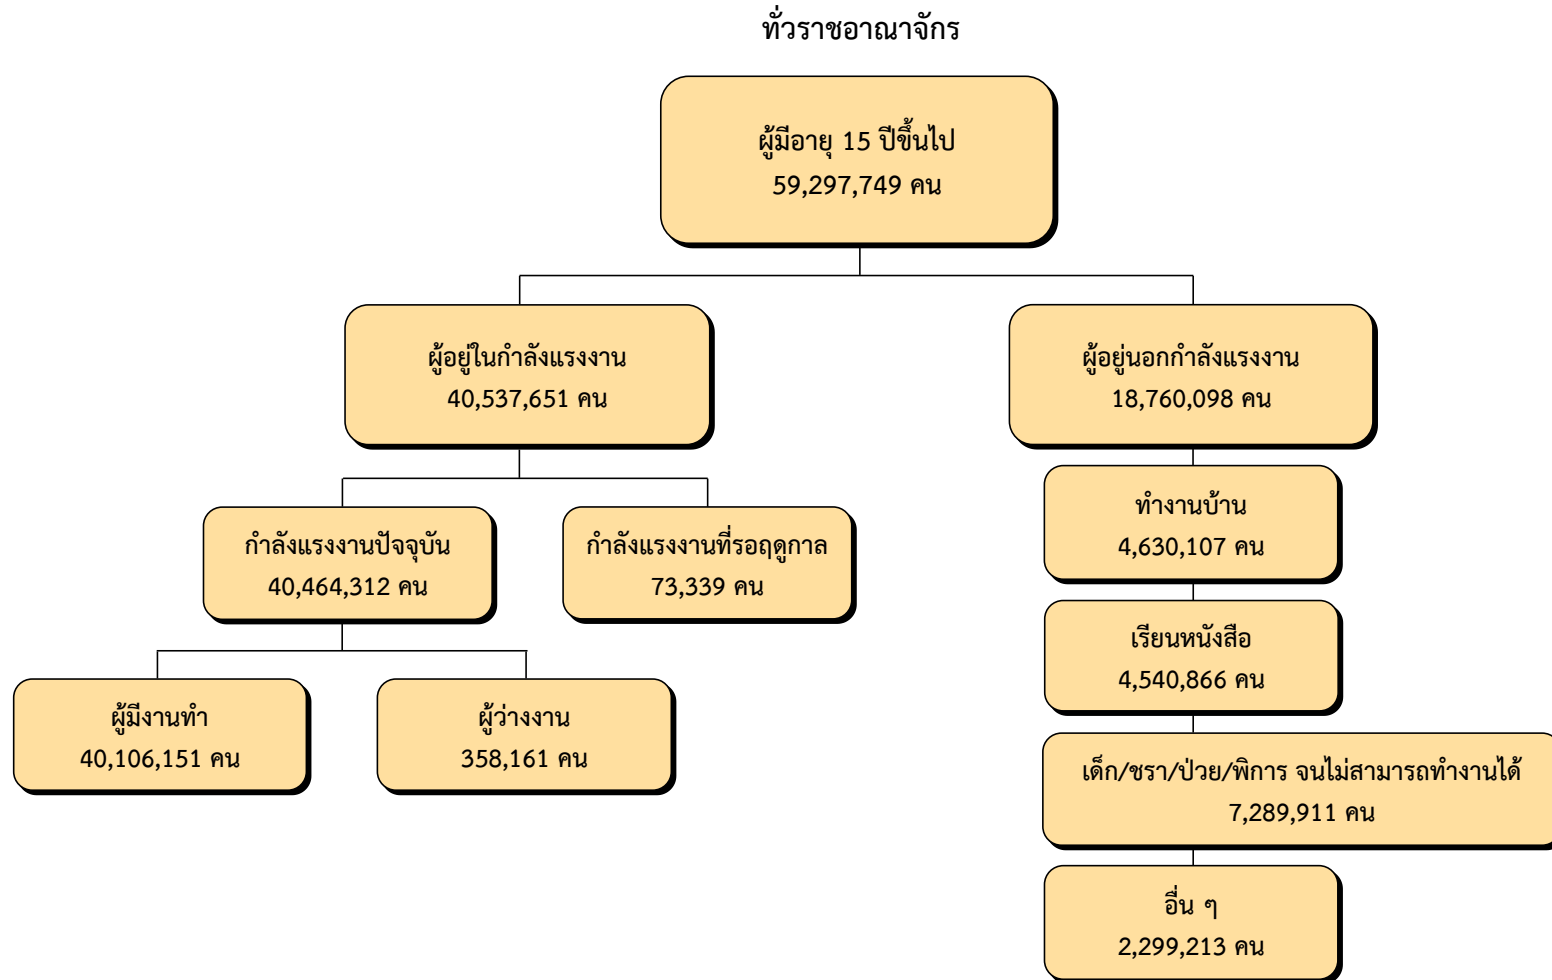 ทั่วราชอาณาจักร
ผู้มีอายุ 15 ปีขึ้นไป
59,297,749 คน
ผู้อยู่ในกำลังแรงงาน
40,537,651 คน
ผู้อยู่นอกกำลังแรงงาน
18,760,098 คน
กำลังแรงงานปัจจุบัน
40,464,312 คน
กำลังแรงงานที่รอฤดูกาล
73,339 คน
ผู้มีงานทำ
40,106,151 คน
ผู้ว่างงาน
358,161 คน
ทำงานบ้าน
4,630,107 คน
เรียนหนังสือ
4,540,866 คน
เด็ก/ชรา/ป่วย/พิการ จนไม่สามารถทำงานได้
7,289,911 คน
อื่น ๆ
2,299,213 คน